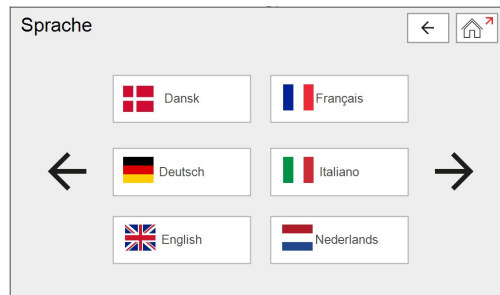 Sprache
Dansk
Français
Deutsch
Italiano
English
Nederlands